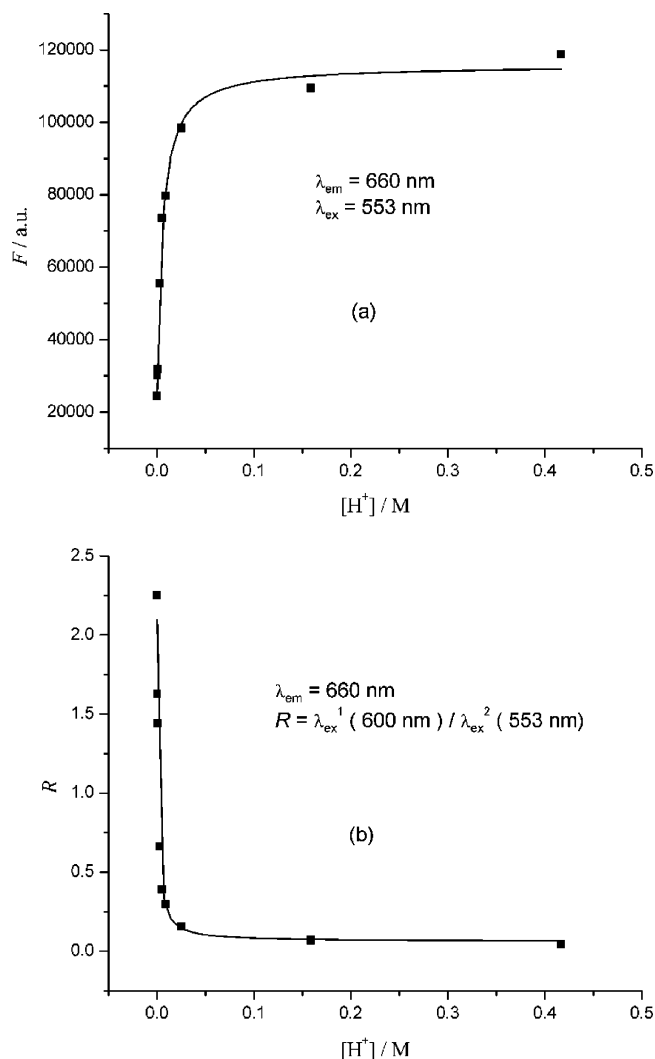 120000
100000
80000
60000
40000
20000
F / a.u.
λem = 660 nm
λex = 553 nm
(a)
0.0 0.1 0.2 0.3 0.4 0.5
[H⁺] / M
2.5
2.0
1.5
1.0
0.5
0.0
R
λem = 660 nm
R = λex¹ ( 600 nm ) / λex² ( 553 nm)
(b)
0.0 0.1 0.2 0.3 0.4 0.5
[H⁺] / M